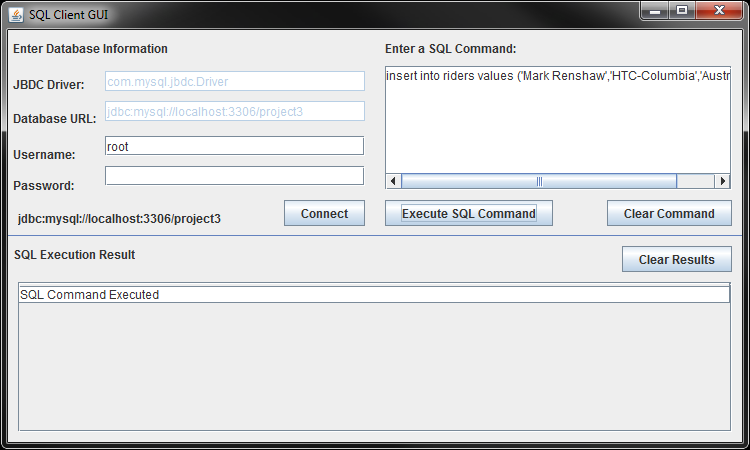 SQL Client GUI
Enter Database Information
JBDC Driver:
com.mysql.jbdc.Driver
Database URL:
jdbc:mysql://localhost:3306/project3
Username:
root
Password:
jdbc:mysql://localhost:3306/project3
Connect
Enter a SQL Command:
insert into riders values ('Mark Renshaw','HTC-Columbia','Austr
Execute SQL Command
Clear Command
SQL Execution Result
Clear Results
SQL Command Executed